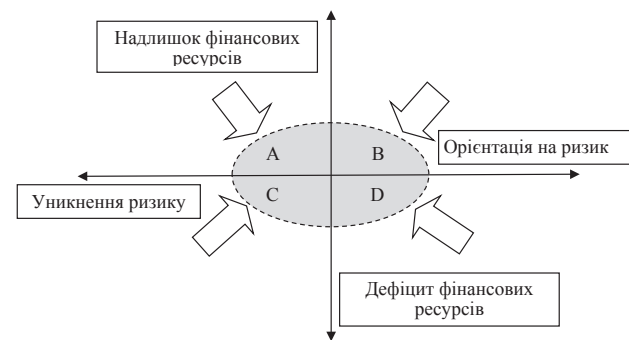 Надлишок фінансових
ресурсів
A
B
Орієнтація на ризик
Уникнення ризику
C
D
Дефіцит фінансових
ресурсів